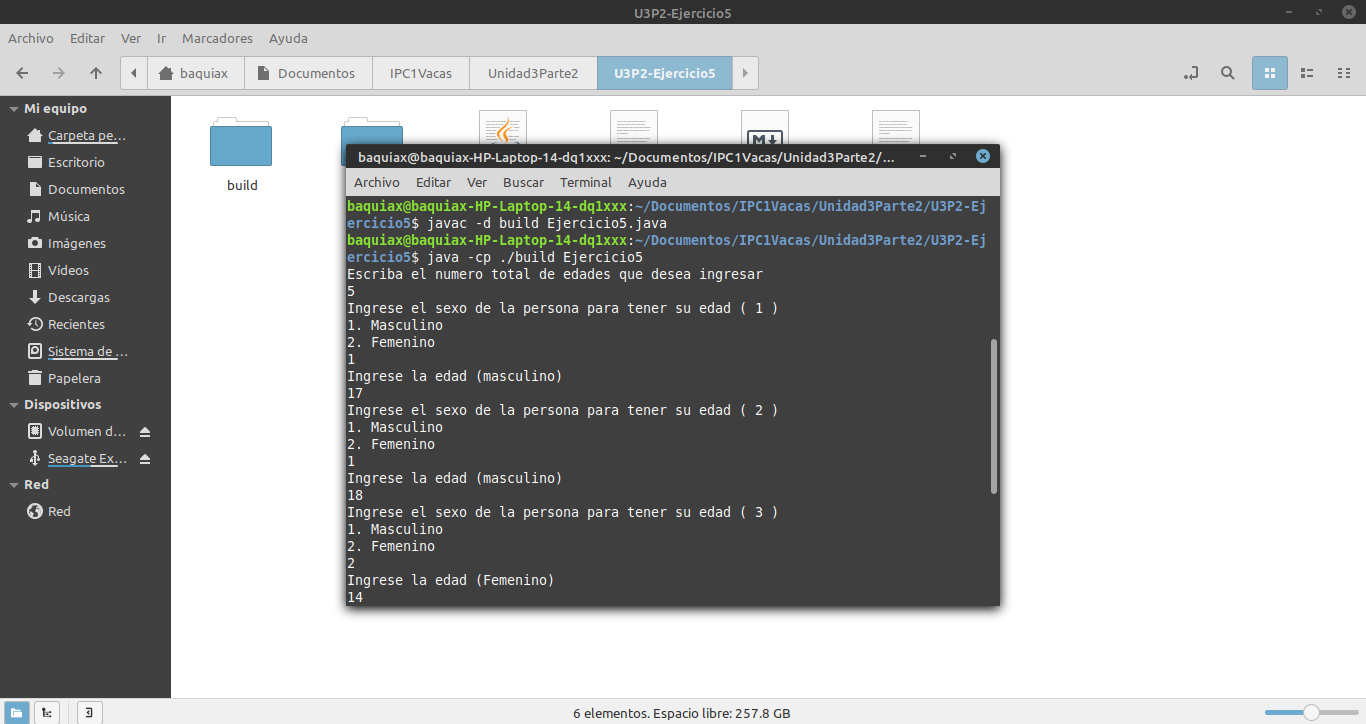 U3P2-Ejercicio5
Archivo Editar Ver Ir Marcadores Ayuda
baquiax Documentos IPC1Vacas Unidad3Parte2 U3P2-Ejercicio5
Mi equipo
Carpeta pe...
Escritorio
Documentos
Música
Imágenes
Vídeos
Descargas
Recientes
Sistema de ...
Papelera
Dispositivos
Volumen d...
Seagate Ex...
Red
Red
build
baquiax@baquiax-HP-Laptop-14-dq1xxx: ~/Documentos/IPC1Vacas/Unidad3Parte2/...
Archivo Editar Ver Buscar Terminal Ayuda
baquiax@baquiax-HP-Laptop-14-dq1xxx:~/Documentos/IPC1Vacas/Unidad3Parte2/U3P2-Ej
ercicio5$ javac -d build Ejercicio5.java
baquiax@baquiax-HP-Laptop-14-dq1xxx:~/Documentos/IPC1Vacas/Unidad3Parte2/U3P2-Ej
ercicio5$ java -cp ./build Ejercicio5
Escriba el numero total de edades que desea ingresar
5
Ingrese el sexo de la persona para tener su edad ( 1 )
1. Masculino
2. Femenino
1
Ingrese la edad (masculino)
17
Ingrese el sexo de la persona para tener su edad ( 2 )
1. Masculino
2. Femenino
1
Ingrese la edad (masculino)
18
Ingrese el sexo de la persona para tener su edad ( 3 )
1. Masculino
2. Femenino
2
Ingrese la edad (Femenino)
14
6 elementos. Espacio libre: 257.8 GB